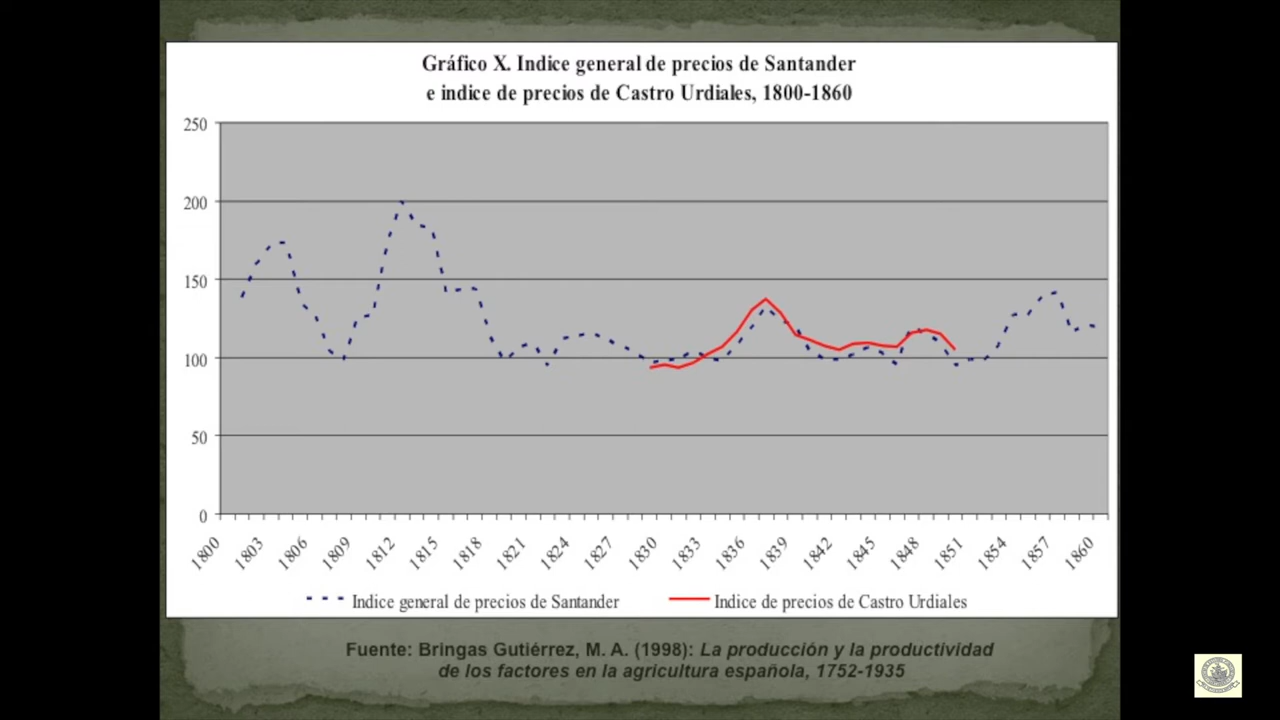 Gráfico X. Indice general de precios de Santander
e indice de precios de Castro Urdiales, 1800-1860
250
200
150
100
50
0
1800 1803 1806 1809 1812 1815 1818 1821 1824 1827 1830 1833 1836 1839 1842 1845 1848 1851 1854 1857 1860
Indice general de precios de Santander Indice de precios de Castro Urdiales
Fuente: Bringas Gutiérrez, M. A. (1998): La producción y la productividad
de los factores en la agricultura española, 1752-1935